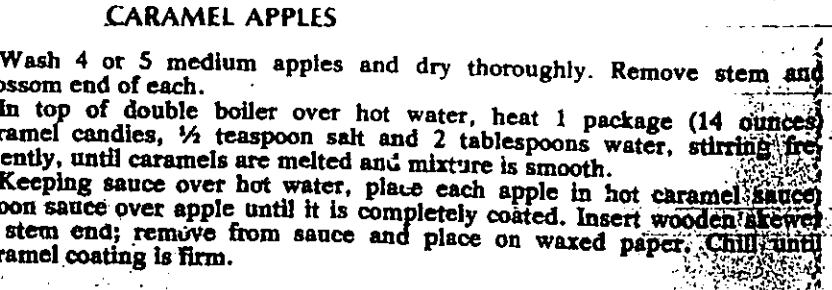 CARAMEL APPLES
Wash 4 or 5 medium apples and dry thoroughly. Remove stem and
ossom end of each.
In top of double boiler over hot water, heat 1 package (14 ounces)
ramel candies, ½ teaspoon salt and 2 tablespoons water, stirring fre-
ently, until caramels are melted and mixture is smooth.
Keeping sauce over hot water, place each apple in hot caramel sauce;
oon sauce over apple until it is completely coated. Insert wooden skewer
stem end; remove from sauce and place on waxed paper. Chill until
ramel coating is firm.